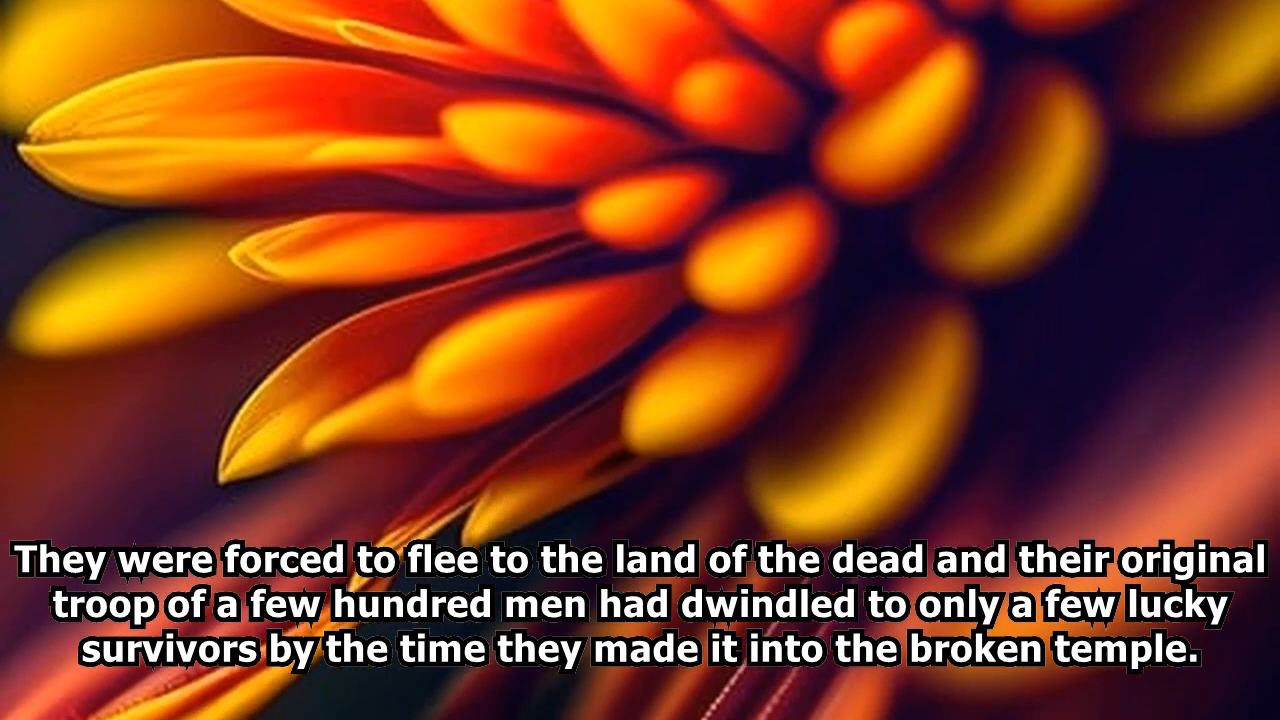 They were forced to flee to the land of the dead and their original
troop of a few hundred men had dwindled to only a few lucky
survivors by the time they made it into the broken temple.